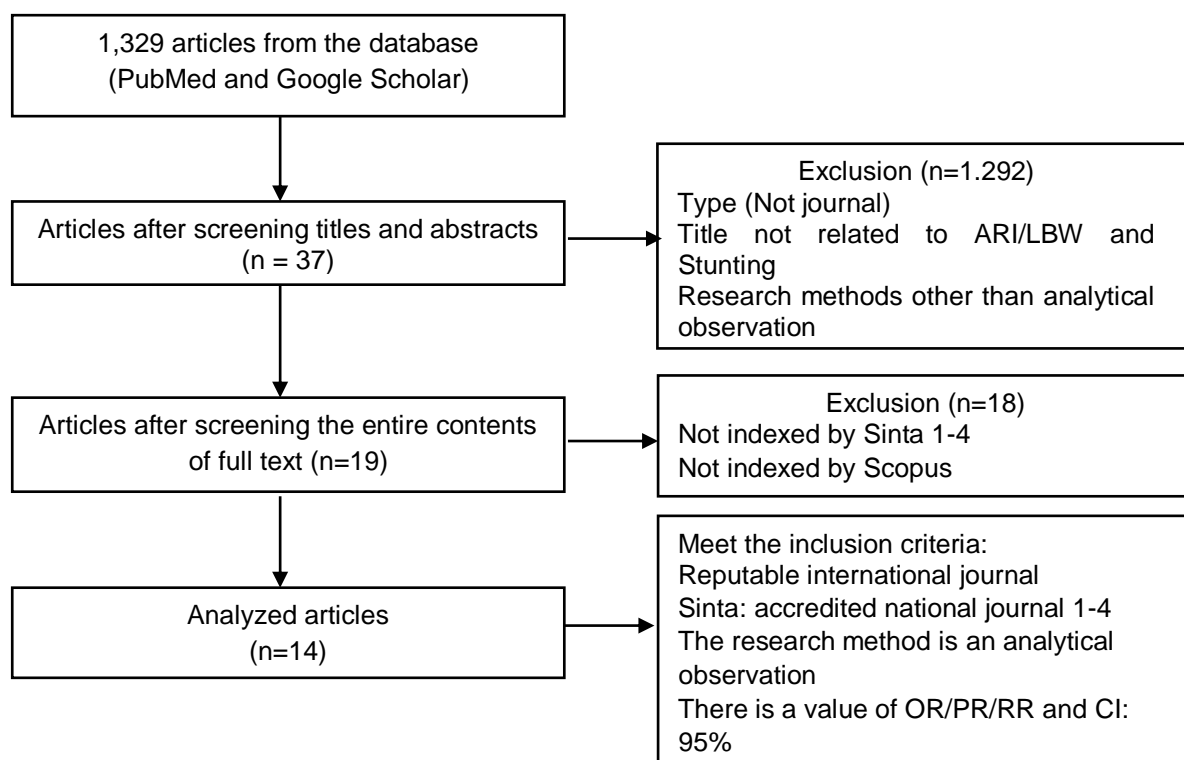 1,329 articles from the database
(PubMed and Google Scholar)
Exclusion (n=1.292)
Type (Not journal)
Title not related to ARI/LBW and
Stunting
Research methods other than analytical
observation
Articles after screening titles and abstracts
(n = 37)
Articles after screening the entire contents
of full text (n=19)
Exclusion (n=18)
Not indexed by Sinta 1-4
Not indexed by Scopus
Analyzed articles
(n=14)
Meet the inclusion criteria:
Reputable international journal
Sinta: accredited national journal 1-4
The research method is an analytical
observation
There is a value of OR/PR/RR and CI:
95%